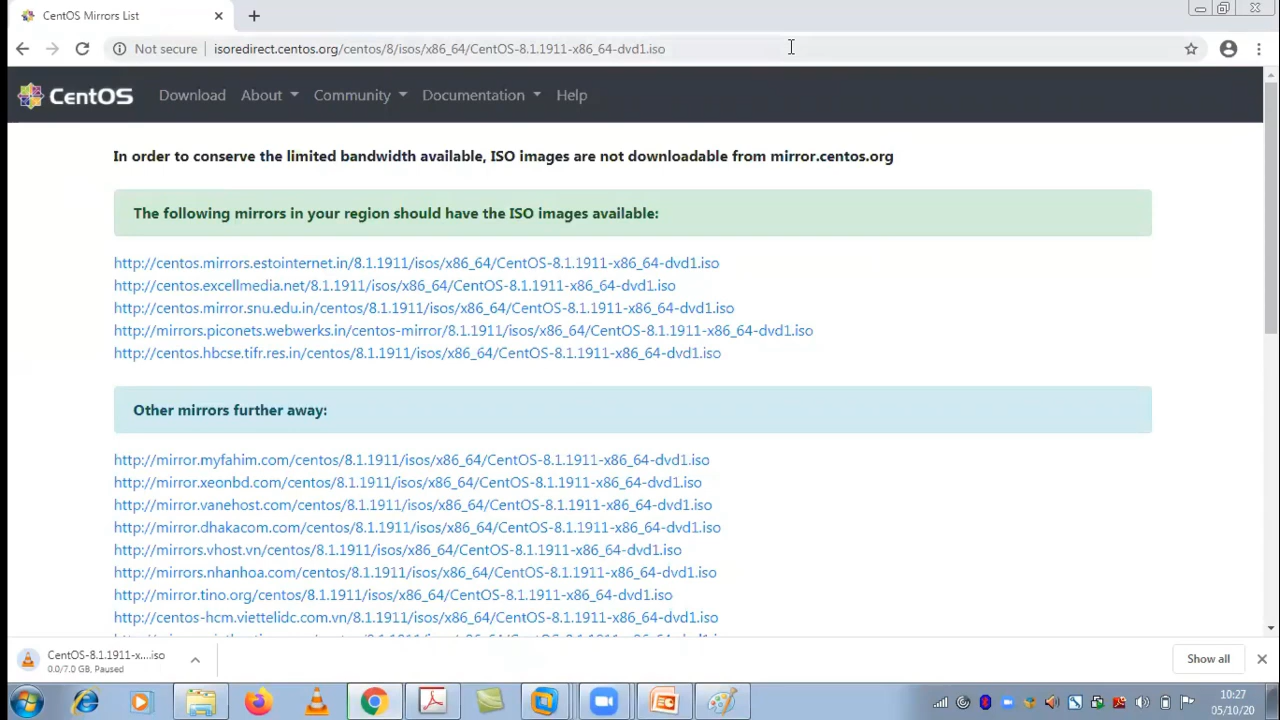 CentOS Mirrors List
Not secure
isoredirect.centos.org/centos/8/isos/x86_64/CentOS-8.1.1911-x86_64-dvd1.iso
CentOS Download About Community Documentation Help
In order to conserve the limited bandwidth available, ISO images are not downloadable from mirror.centos.org
The following mirrors in your region should have the ISO images available:
http://centos.mirrors.estointernet.in/8.1.1911/isos/x86_64/CentOS-8.1.1911-x86_64-dvd1.iso
http://centos.excellmedia.net/8.1.1911/isos/x86_64/CentOS-8.1.1911-x86_64-dvd1.iso
http://centos.mirror.snu.edu.in/centos/8.1.1911/isos/x86_64/CentOS-8.1.1911-x86_64-dvd1.iso
http://mirrors.piconets.webwerks.in/centos-mirror/8.1.1911/isos/x86_64/CentOS-8.1.1911-x86_64-dvd1.iso
http://centos.hbcse.tifr.res.in/centos/8.1.1911/isos/x86_64/CentOS-8.1.1911-x86_64-dvd1.iso
Other mirrors further away:
http://mirror.myfahim.com/centos/8.1.1911/isos/x86_64/CentOS-8.1.1911-x86_64-dvd1.iso
http://mirror.xeonbd.com/centos/8.1.1911/isos/x86_64/CentOS-8.1.1911-x86_64-dvd1.iso
http://mirror.vanehost.com/centos/8.1.1911/isos/x86_64/CentOS-8.1.1911-x86_64-dvd1.iso
http://mirror.dhakacom.com/centos/8.1.1911/isos/x86_64/CentOS-8.1.1911-x86_64-dvd1.iso
http://mirrors.vhost.vn/centos/8.1.1911/isos/x86_64/CentOS-8.1.1911-x86_64-dvd1.iso
http://mirrors.nhanhoa.com/centos/8.1.1911/isos/x86_64/CentOS-8.1.1911-x86_64-dvd1.iso
http://mirror.tino.org/centos/8.1.1911/isos/x86_64/CentOS-8.1.1911-x86_64-dvd1.iso
http://centos-hcm.viettelidc.com.vn/8.1.1911/isos/x86_64/CentOS-8.1.1911-x86_64-dvd1.iso
CentOS-8.1.1911-x....iso
0.0/7.0 GB, Paused
Show all
10:27
05/10/20